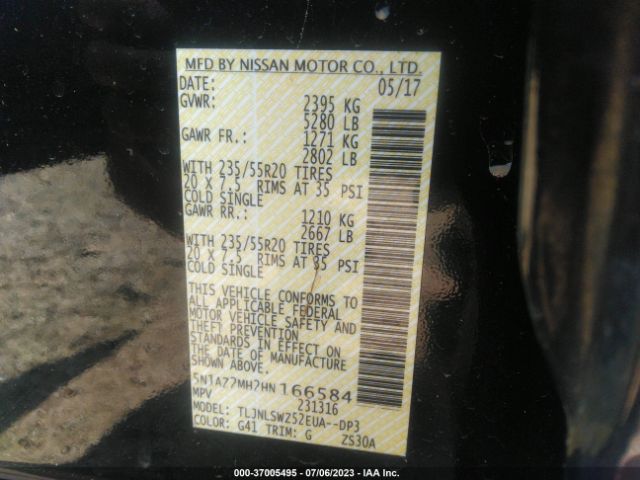 MFD BY NISSAN MOTOR CO., LTD.
DATE: 05/17
GVWR: 2395 KG
5280 LB
GAWR FR.: 1271 KG
2802 LB
WITH 235/55R20 TIRES
20 X 7.5 RIMS AT 35 PSI
COLD SINGLE
GAWR RR.: 1210 KG
2667 LB
WITH 235/55R20 TIRES
20 X 7.5 RIMS AT 35 PSI
COLD SINGLE
THIS VEHICLE CONFORMS TO
ALL APPLICABLE FEDERAL
MOTOR VEHICLE SAFETY AND
THEFT PREVENTION
STANDARDS IN EFFECT ON
THE DATE OF MANUFACTURE
SHOWN ABOVE.
5N1AZ2MH2HN166584
MPV 231316
MODEL: TLJNLSWZ52EUA--DP3
COLOR: G41 TRIM: G ZS30A
000-37005495 - 07/06/2023 - IAA Inc.